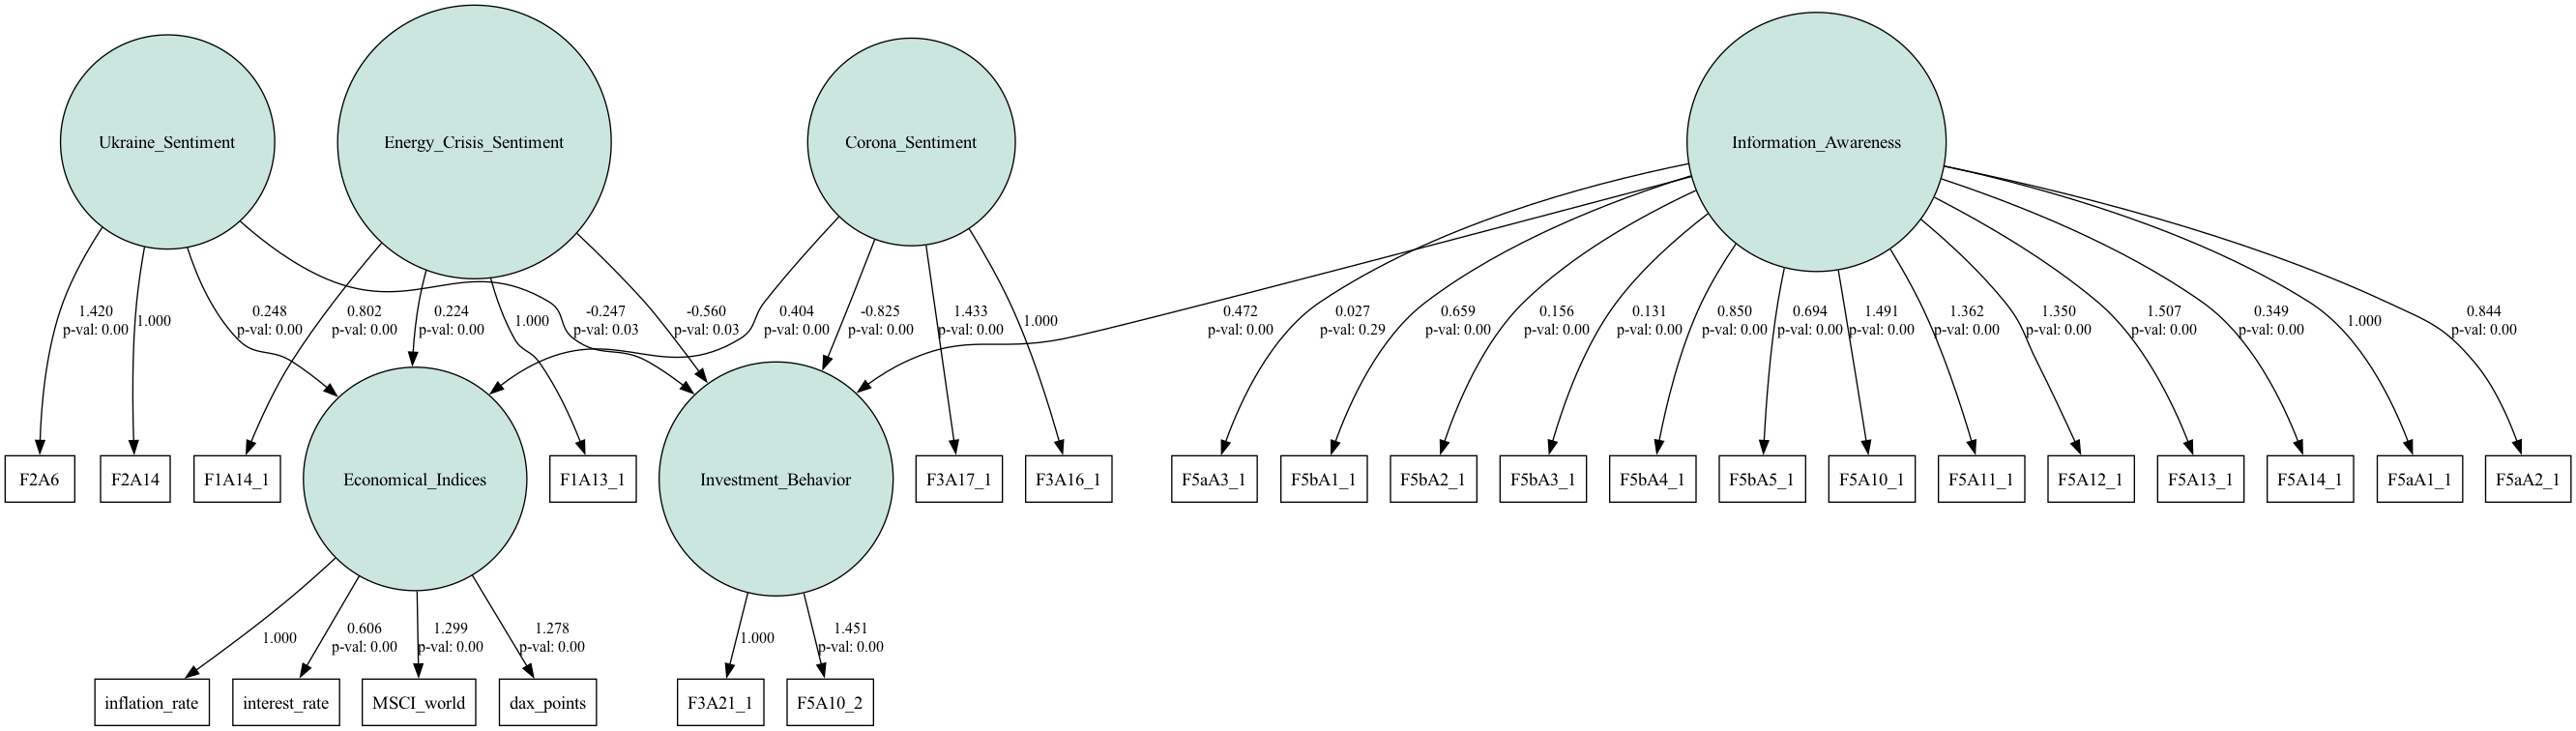 Ukraine_Sentiment
Energy_Crisis_Sentiment
Corona_Sentiment
Information_Awareness
1.420
p-val: 0.00
1.000
0.248
p-val: 0.00
0.802
p-val: 0.00
0.224
p-val: 0.00
1.000
-0.247
p-val: 0.03
-0.560
p-val: 0.03
0.404
p-val: 0.00
-0.825
p-val: 0.00
1.433
p-val: 0.00
1.000
0.472
p-val: 0.00
0.027
p-val: 0.29
0.659
p-val: 0.00
0.156
p-val: 0.00
0.131
p-val: 0.00
0.850
p-val: 0.00
0.694
p-val: 0.00
1.491
p-val: 0.00
1.362
p-val: 0.00
1.350
p-val: 0.00
1.507
p-val: 0.00
0.349
p-val: 0.00
1.000
0.844
p-val: 0.00
F2A6
F2A14
F1A14_1
Economical_Indices
F1A13_1
Investment_Behavior
F3A17_1
F3A16_1
F5aA3_1
F5bA1_1
F5bA2_1
F5bA3_1
F5bA4_1
F5bA5_1
F5A10_1
F5A11_1
F5A12_1
F5A13_1
F5A14_1
F5aA1_1
F5aA2_1
1.000
0.606
p-val: 0.00
1.299
p-val: 0.00
1.278
p-val: 0.00
1.000
1.451
p-val: 0.00
inflation_rate
interest_rate
MSCI_world
dax_points
F3A21_1
F5A10_2